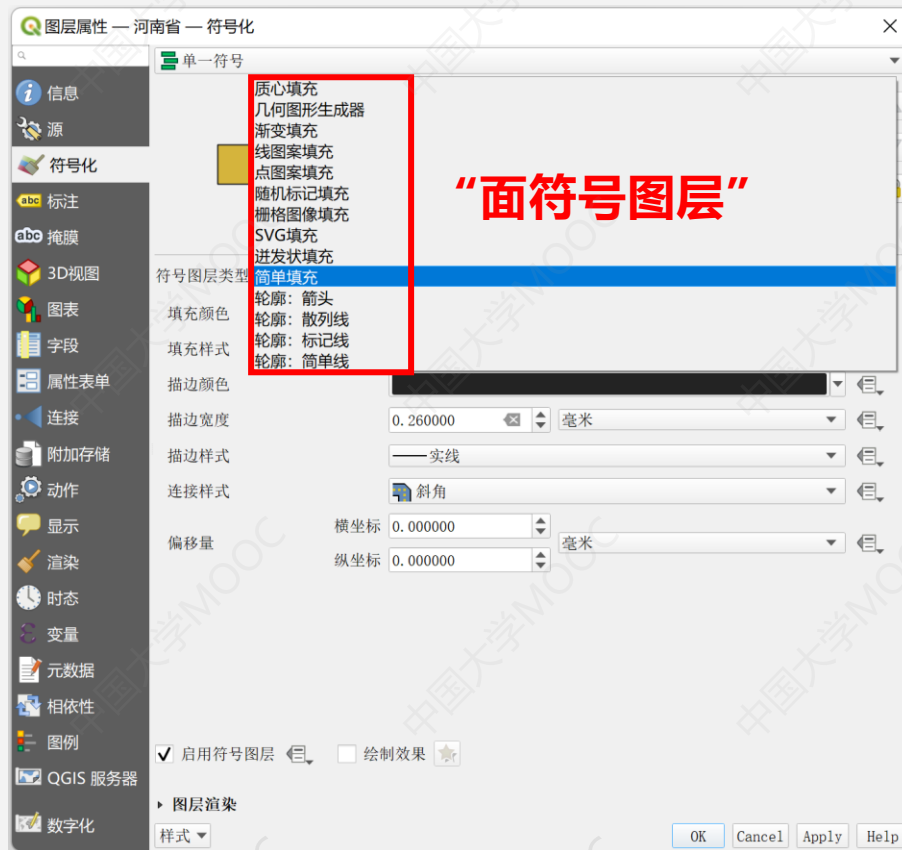 图层属性 — 河南省 — 符号化
单一符号
信息
源
符号化
标注
掩膜
3D视图
图表
字段
属性表单
连接
附加存储
动作
显示
渲染
时态
变量
元数据
相依性
图例
QGIS 服务器
数字化
质心填充
几何图形生成器
渐变填充
线图案填充
点图案填充
随机标记填充
栅格图像填充
SVG填充
迸发状填充
简单填充
轮廓：箭头
轮廓：散列线
轮廓：标记线
轮廓：简单线
“面符号图层”
符号图层类型
填充颜色
填充样式
描边颜色
描边宽度 0.260000 毫米
描边样式 实线
连接样式 斜角
偏移量 横坐标 0.000000 毫米
纵坐标 0.000000
启用符号图层 绘制效果
图层渲染
样式 OK Cancel Apply Help
中国大学MOOC